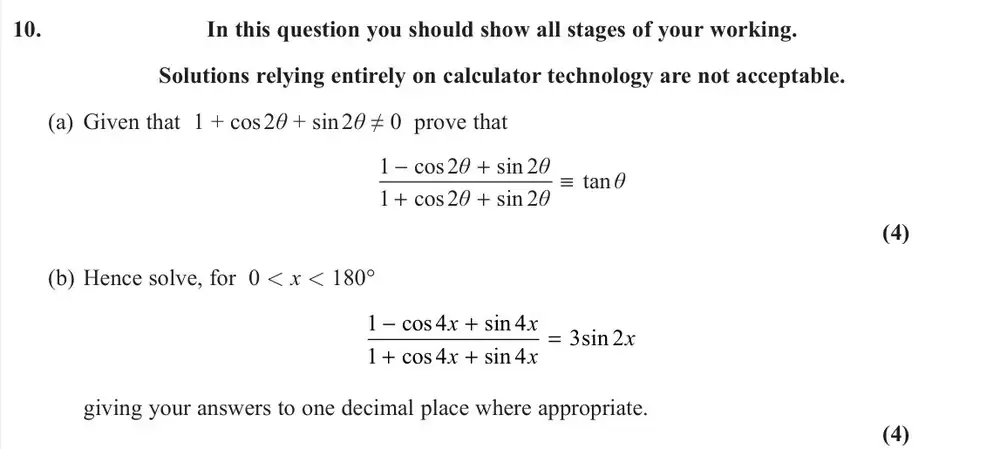 10. In this question you should show all stages of your working.
Solutions relying entirely on calculator technology are not acceptable.
(a) Given that 1 + cos 2θ + sin 2θ ≠ 0 prove that
1 − cos 2θ + sin 2θ
1 + cos 2θ + sin 2θ
≡ tan θ
(4)
(b) Hence solve, for 0 < x < 180°
1 − cos 4x + sin 4x
1 + cos 4x + sin 4x
= 3 sin 2x
giving your answers to one decimal place where appropriate.
(4)